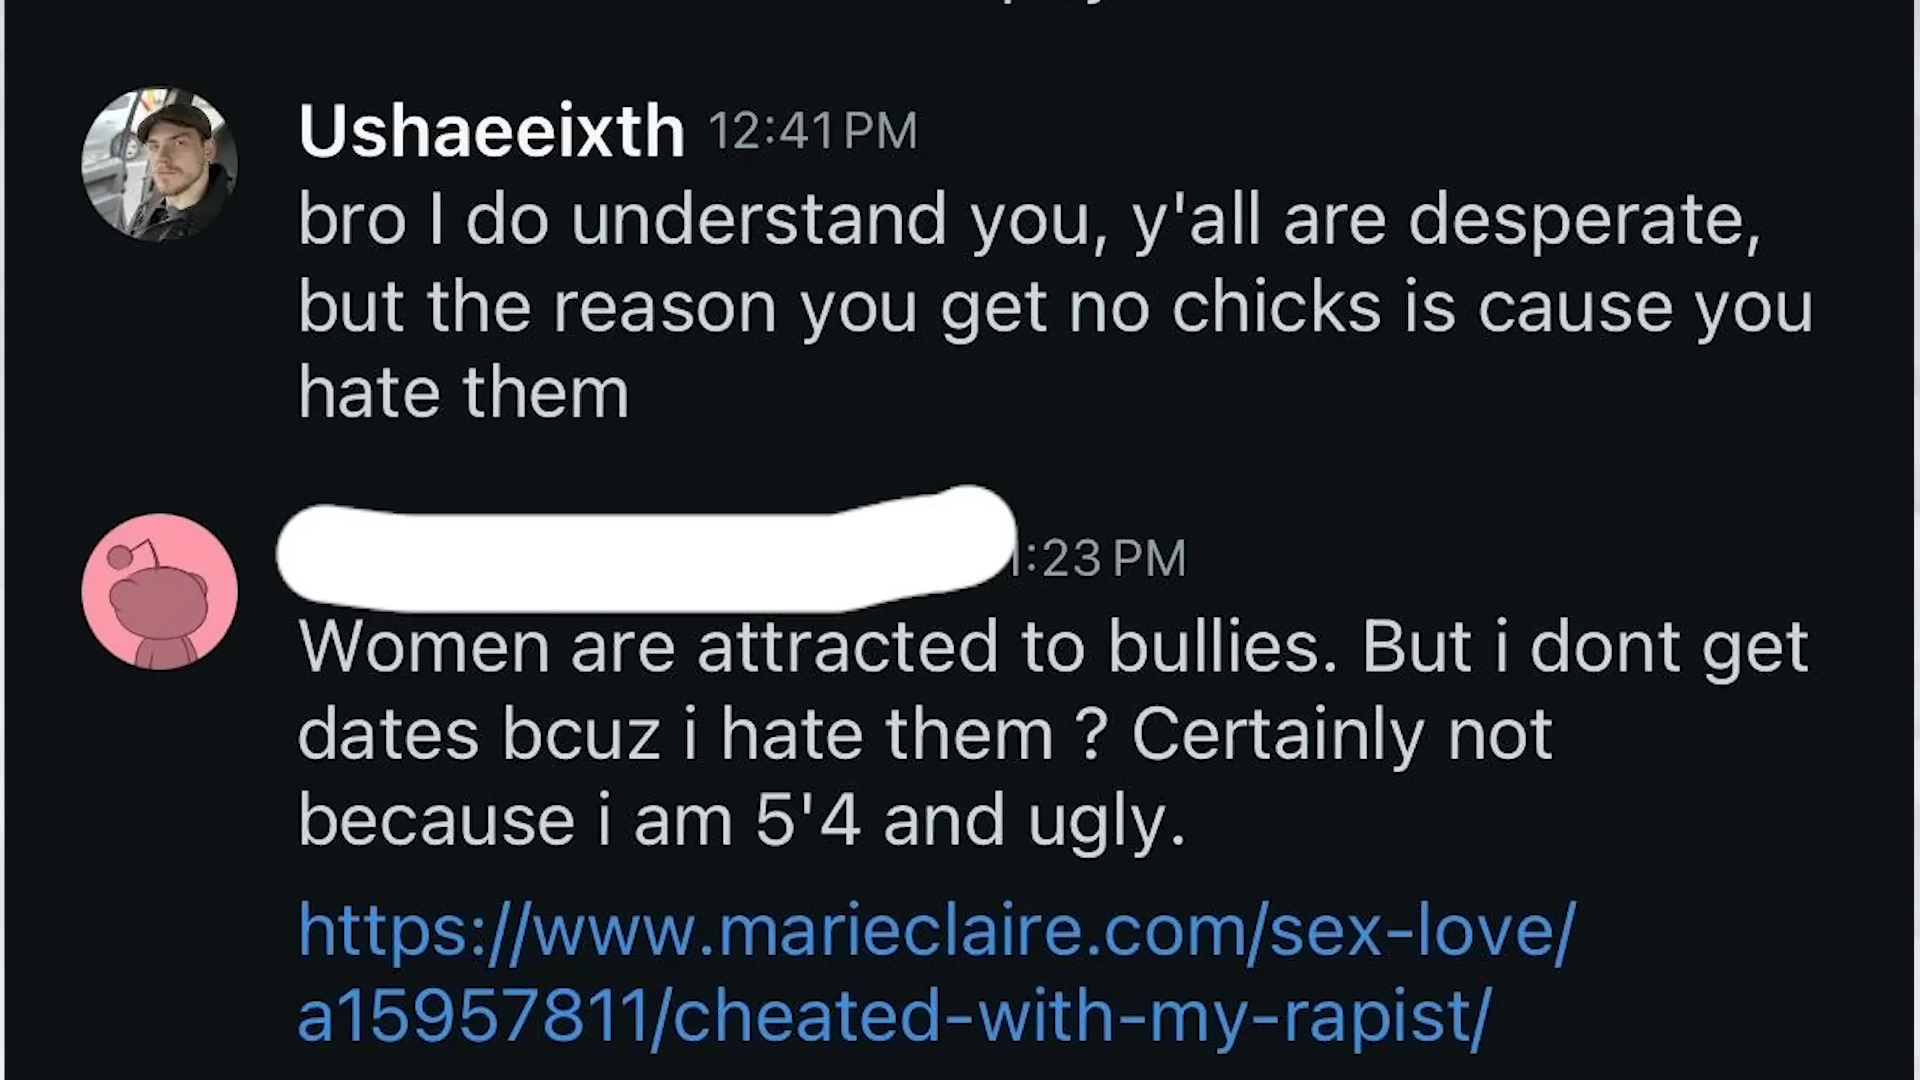 Ushaeeixth 12:41 PM
bro I do understand you, y'all are desperate,
but the reason you get no chicks is cause you
hate them
1:23 PM
Women are attracted to bullies. But i dont get
dates bcuz i hate them ? Certainly not
because i am 5'4 and ugly.
https://www.marieclaire.com/sex-love/
a15957811/cheated-with-my-rapist/